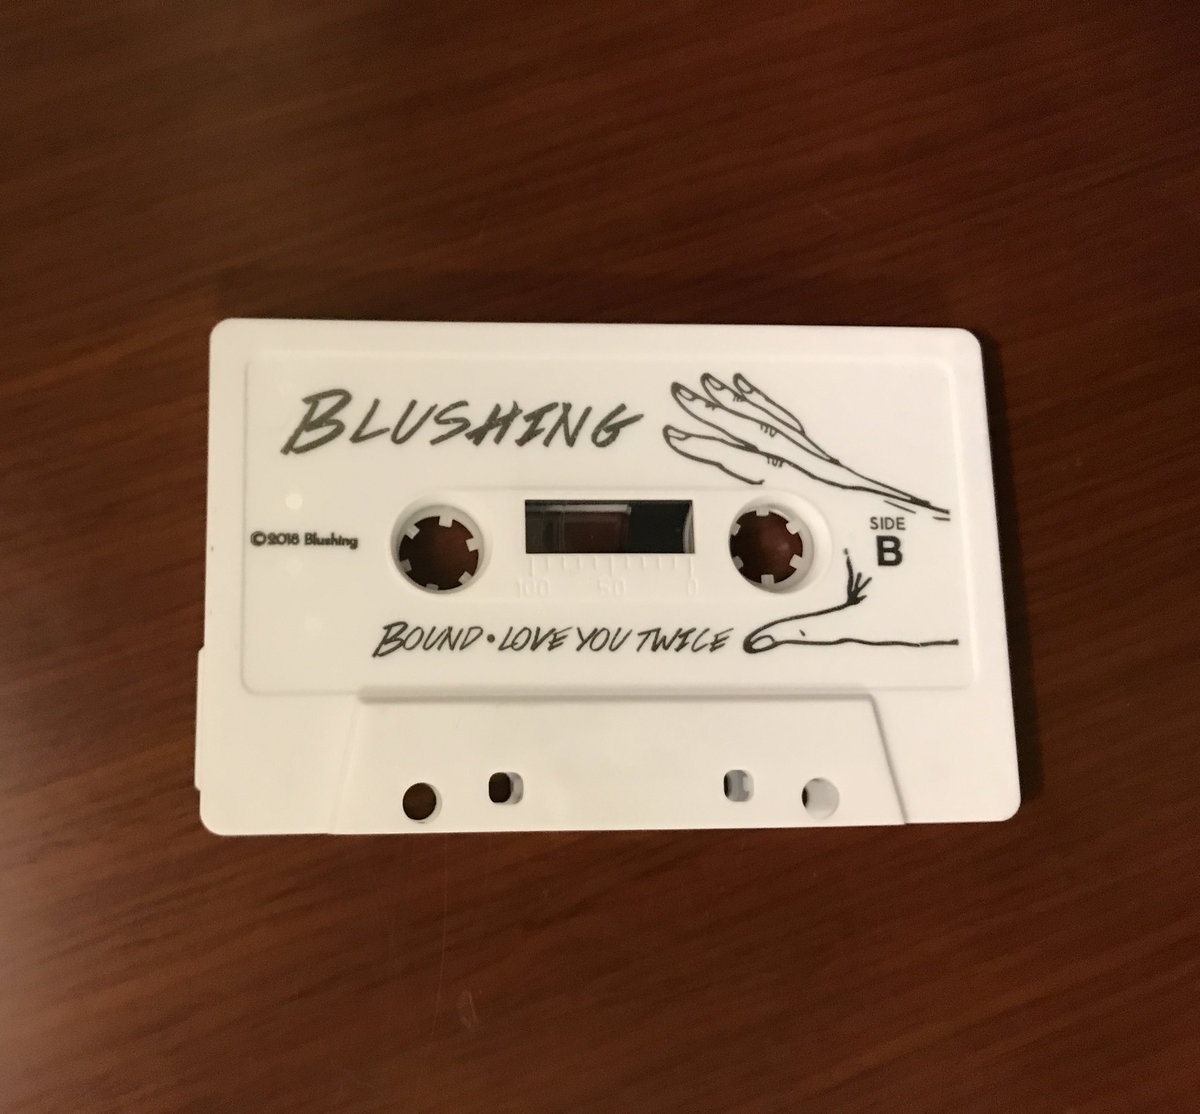 BLUSHING
©2018 Blushing
SIDE
B
100 50 0
BOUND • LOVE YOU TWICE